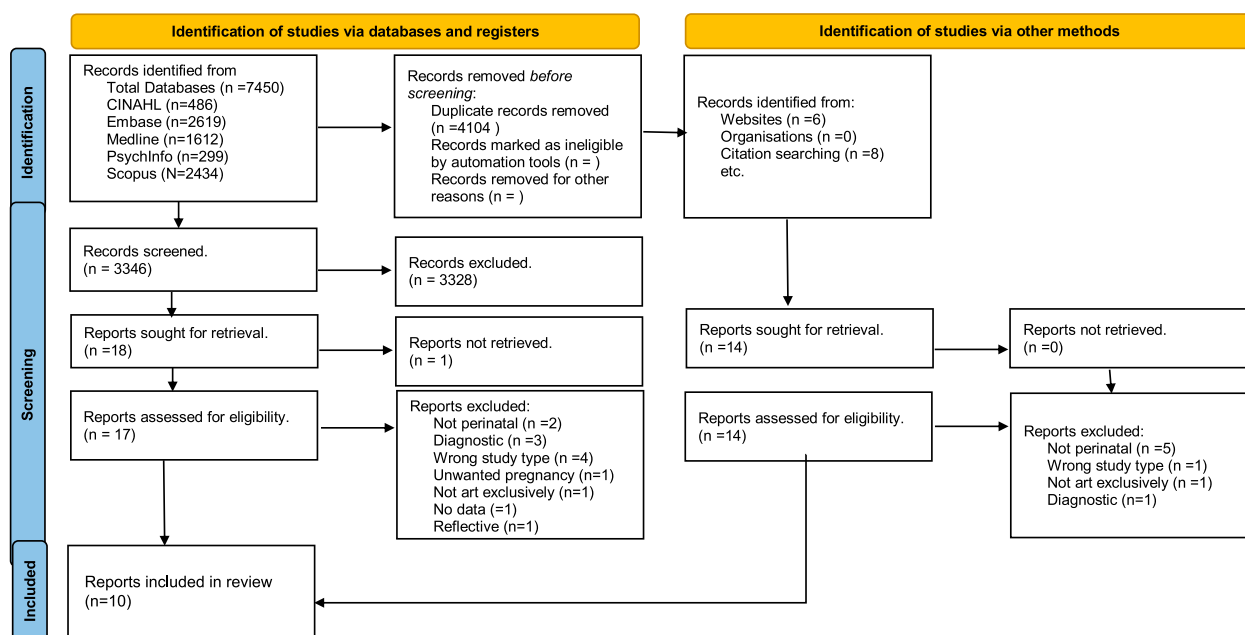 Identification of studies via databases and registers
Identification of studies via other methods
Identification
Records identified from
Total Databases (n =7450)
CINAHL (n=486)
Embase (n=2619)
Medline (n=1612)
PsychInfo (n=299)
Scopus (N=2434)
Records removed before
screening:
Duplicate records removed
(n =4104 )
Records marked as ineligible
by automation tools (n = )
Records removed for other
reasons (n = )
Records identified from:
Websites (n =6)
Organisations (n =0)
Citation searching (n =8)
etc.
Screening
Records screened.
(n = 3346)
Records excluded.
(n = 3328)
Reports sought for retrieval.
(n =18)
Reports not retrieved.
(n = 1)
Reports sought for retrieval.
(n =14)
Reports not retrieved.
(n =0)
Reports assessed for eligibility.
(n = 17)
Reports excluded:
Not perinatal (n =2)
Diagnostic (n =3)
Wrong study type (n =4)
Unwanted pregnancy (n=1)
Not art exclusively (n=1)
No data (=1)
Reflective (n=1)
Reports assessed for eligibility.
(n =14)
Reports excluded:
Not perinatal (n =5)
Wrong study type (n =1)
Not art exclusively (n =1)
Diagnostic (n=1)
Included
Reports included in review
(n=10)